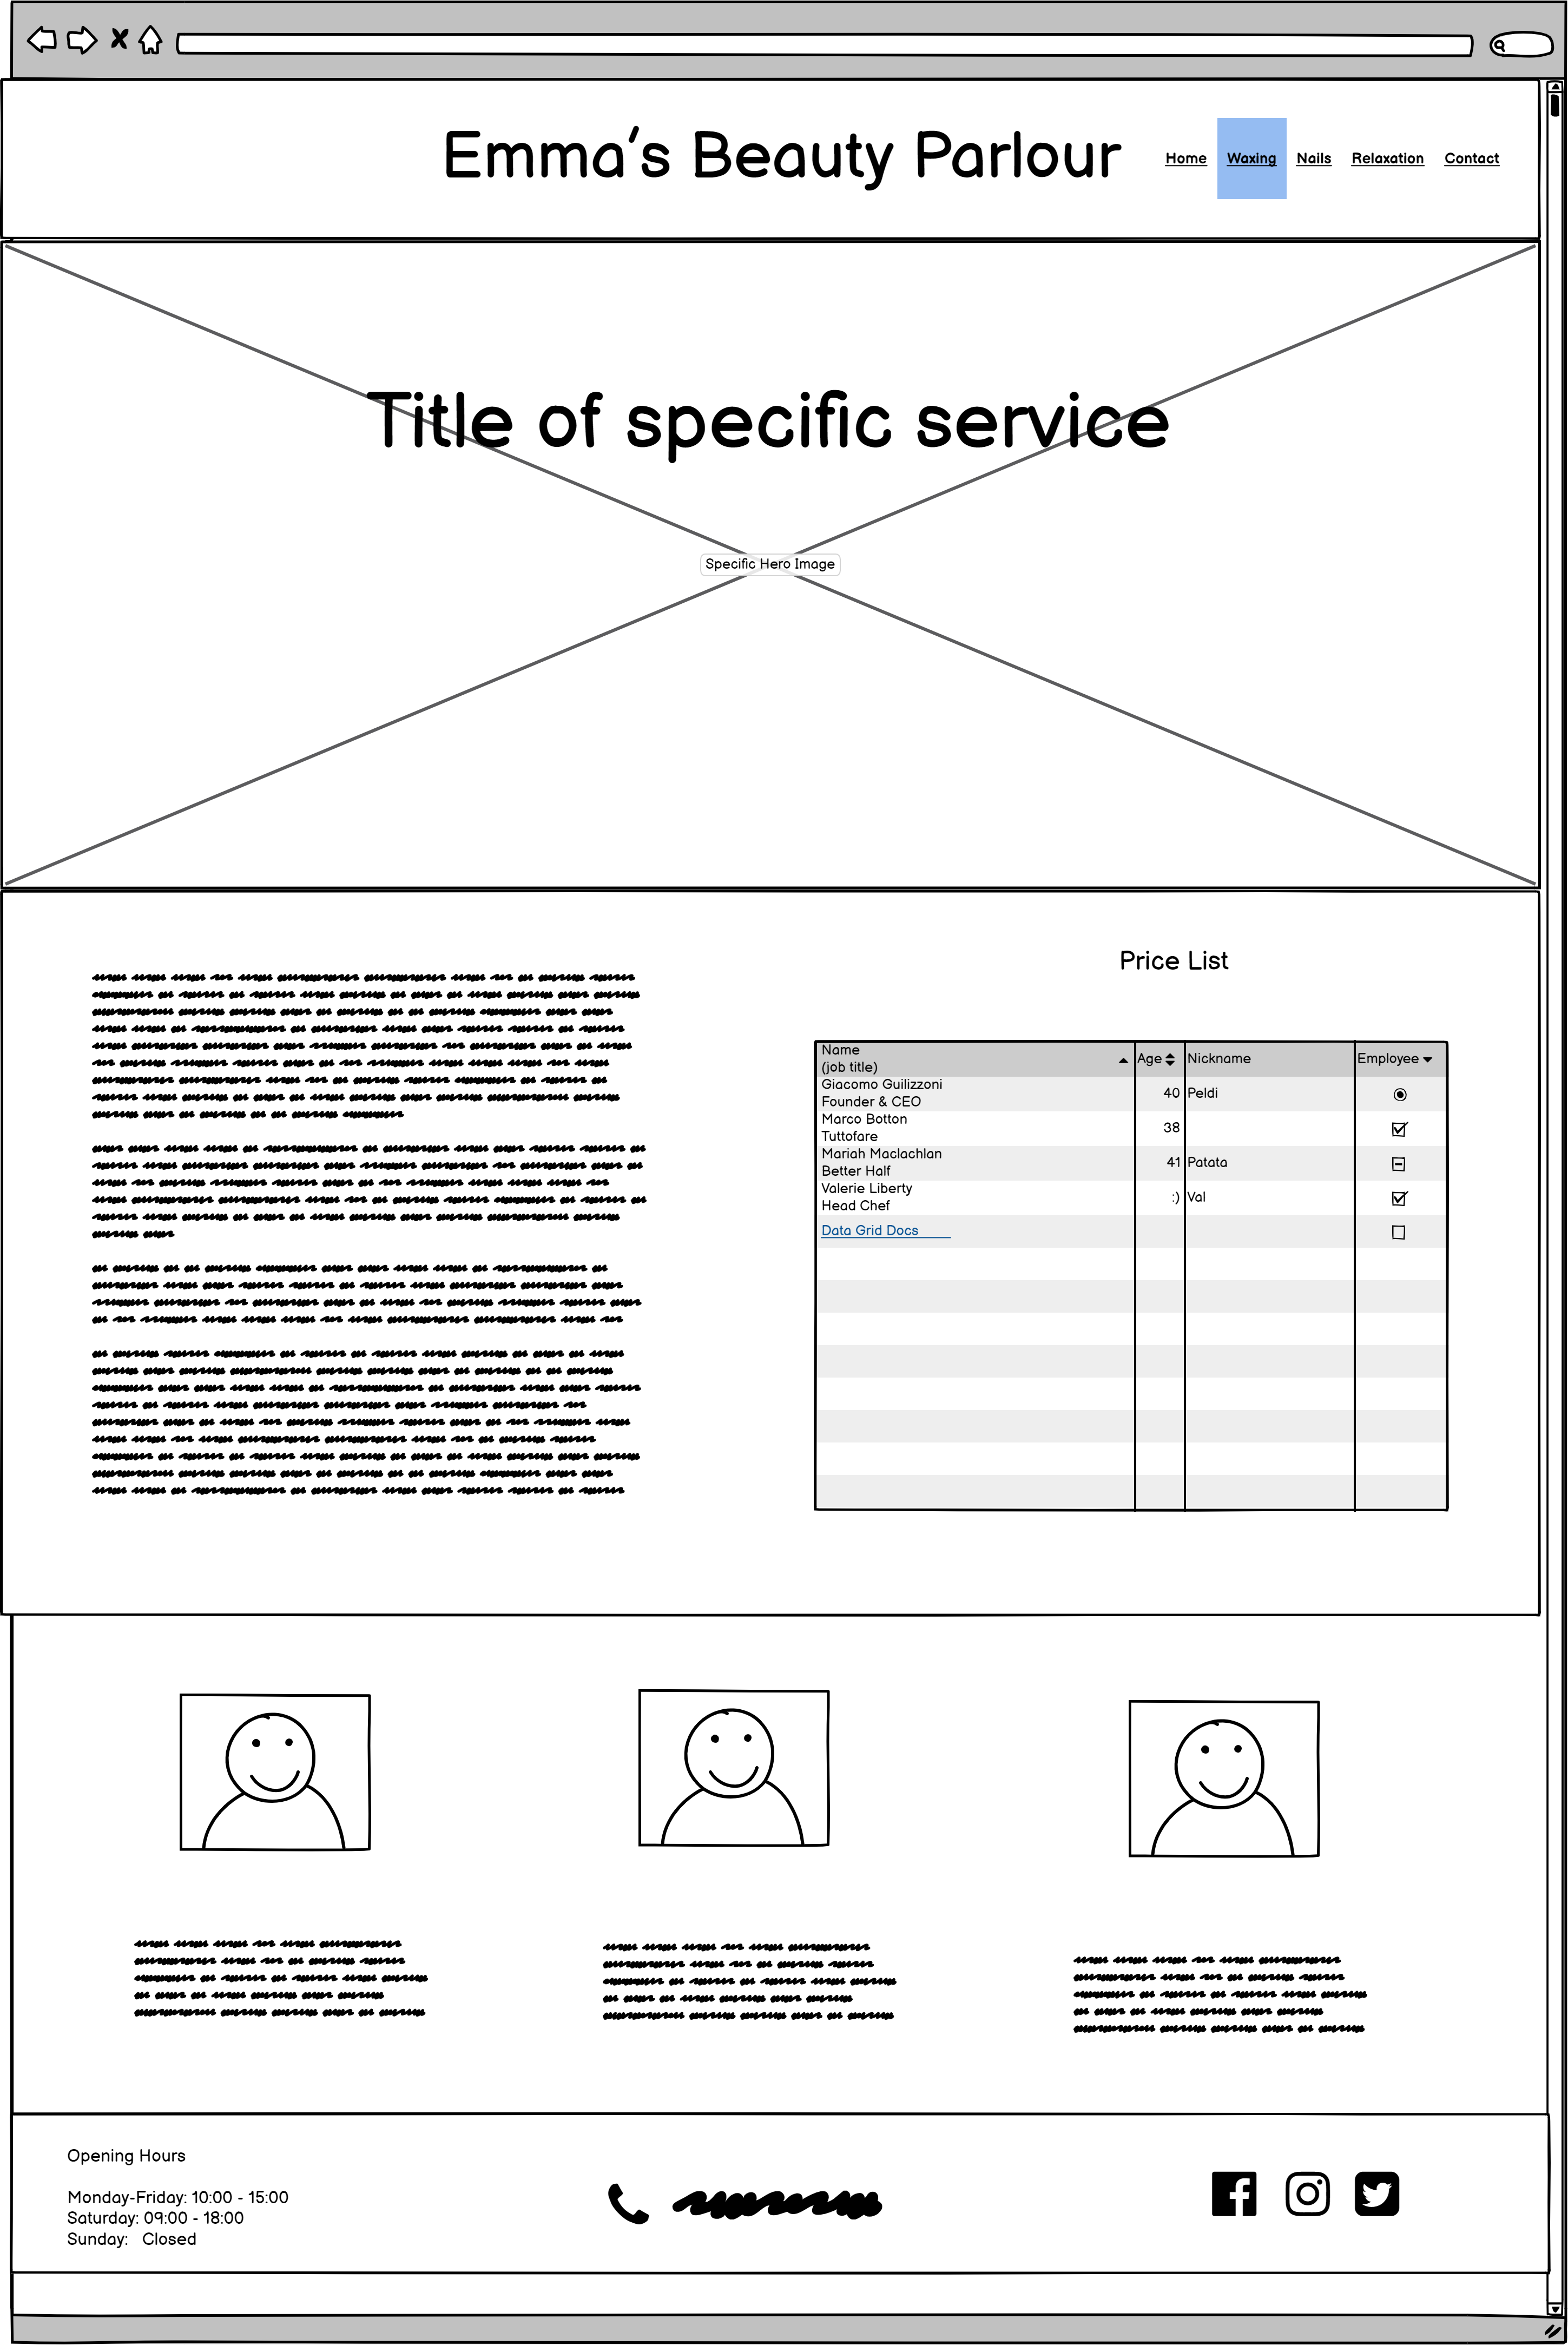 Emma's Beauty Parlour
Home Waxing Nails Relaxation Contact
Title of specific service
Specific Hero Image
Price List
Name
(job title)
Age
Nickname
Employee
Giacomo Guilizzoni
Founder & CEO
40
Peldi
Marco Botton
Tuttofare
38
Mariah Maclachlan
Better Half
41
Patata
Valerie Liberty
Head Chef
:)
Val
Data Grid Docs
Opening Hours
Monday-Friday: 10:00 - 15:00
Saturday: 09:00 - 18:00
Sunday: Closed